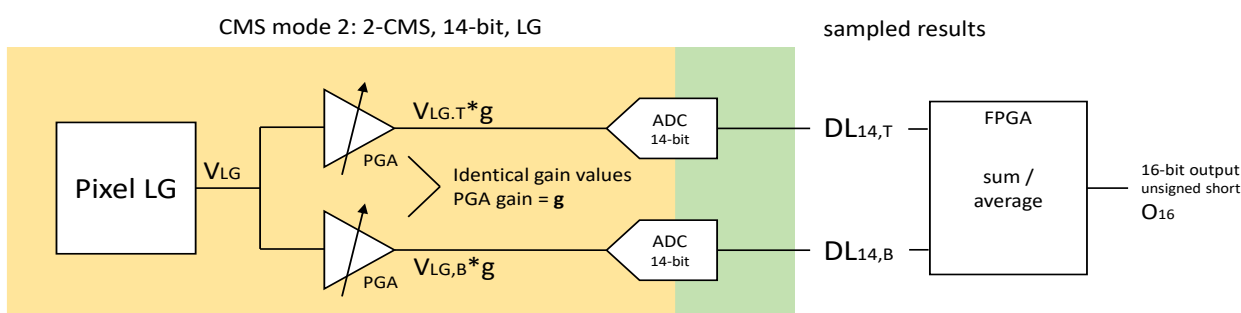 CMS mode 2: 2-CMS, 14-bit, LG
sampled results
Pixel LG
VLG
VLG.T*g
PGA
Identical gain values
PGA gain = g
VLG,B*g
PGA
ADC
14-bit
ADC
14-bit
DL14,T
DL14,B
FPGA
sum /
average
16-bit output
unsigned short
O16